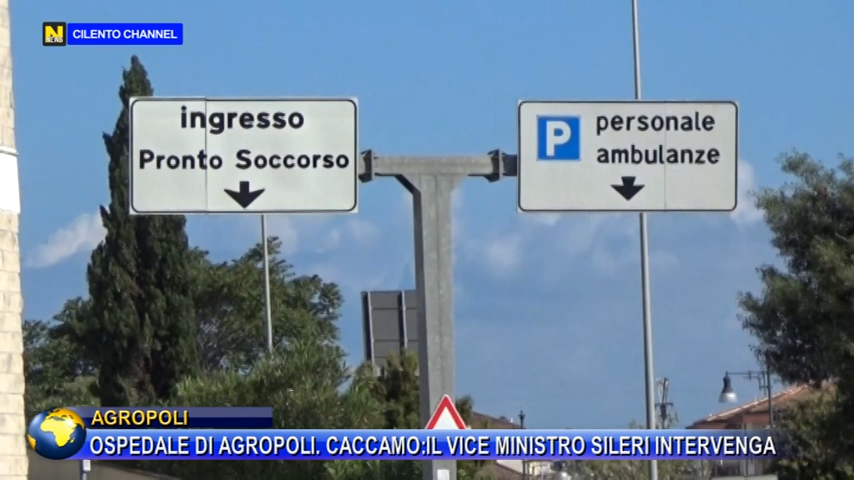 N
CILENTO CHANNEL
ingresso
Pronto Soccorso
P personale
ambulanze
AGROPOLI
OSPEDALE DI AGROPOLI. CACCAMO:IL VICE MINISTRO SILERI INTERVENGA